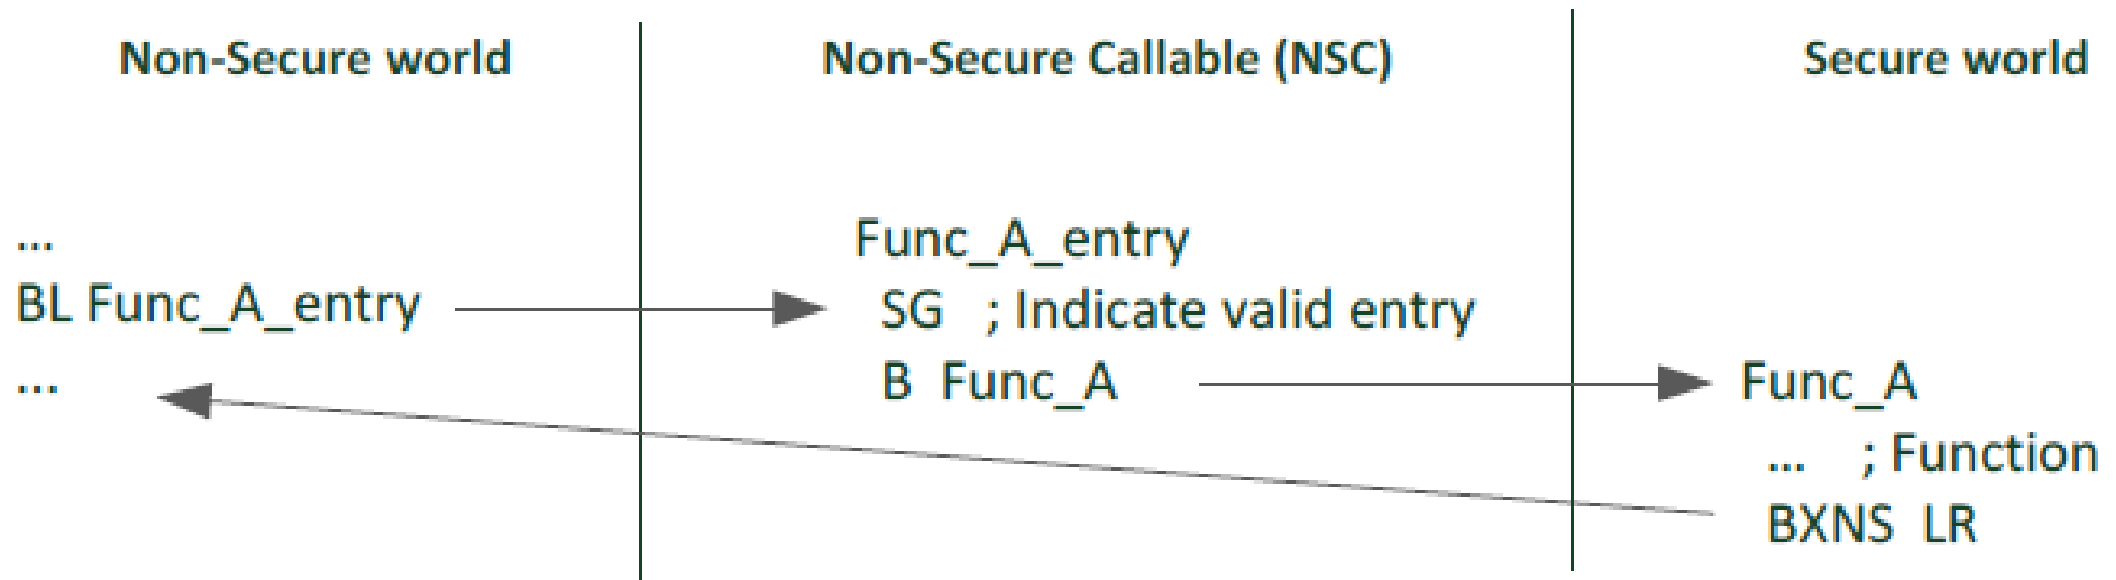 Non-Secure world
Non-Secure Callable (NSC)
Secure world
...
BL Func_A_entry
...
Func_A_entry
SG ; Indicate valid entry
B Func_A
Func_A
... ; Function
BXNS LR